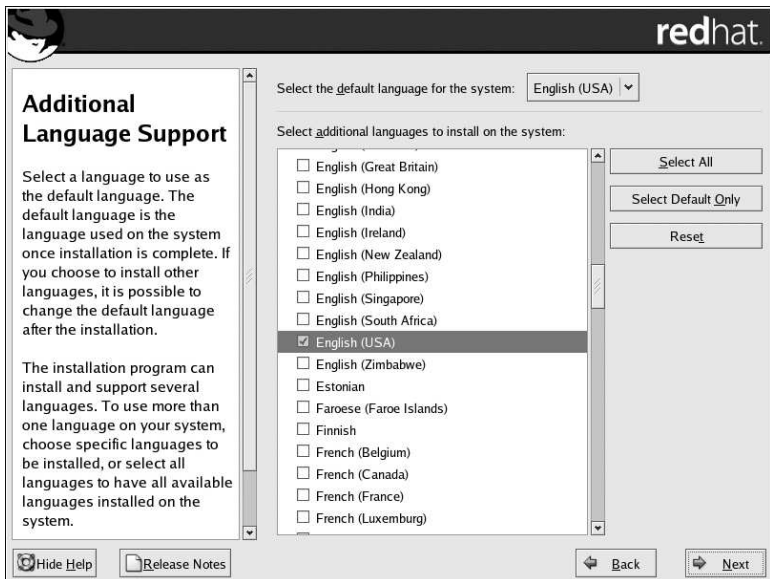 redhat.
Additional
Language Support
Select a language to use as
the default language. The
default language is the
language used on the system
once installation is complete. If
you choose to install other
languages, it is possible to
change the default language
after the installation.
The installation program can
install and support several
languages. To use more than
one language on your system,
choose specific languages to
be installed, or select all
languages to have all available
languages installed on the
system.
Select the default language for the system: English (USA)
Select additional languages to install on the system:
English (Great Britain)
English (Hong Kong)
English (India)
English (Ireland)
English (New Zealand)
English (Philippines)
English (Singapore)
English (South Africa)
English (USA)
English (Zimbabwe)
Estonian
Faroese (Faroe Islands)
Finnish
French (Belgium)
French (Canada)
French (France)
French (Luxemburg)
Select All
Select Default Only
Reset
Hide Help
Release Notes
Back
Next